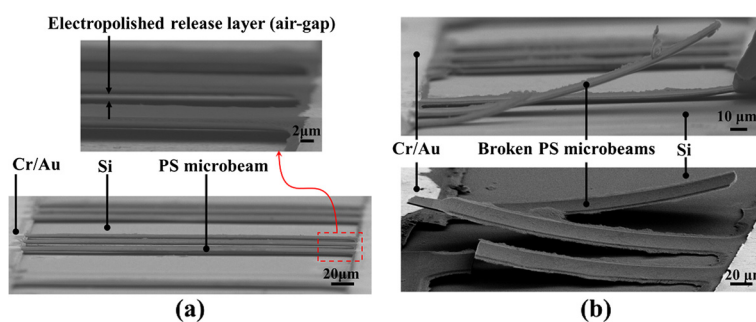 Electropolished release layer (air-gap)
2μm
Cr/Au
Si
PS microbeam
20μm
(a)
10 μm
Cr/Au
Broken PS microbeams
Si
20 μm
(b)